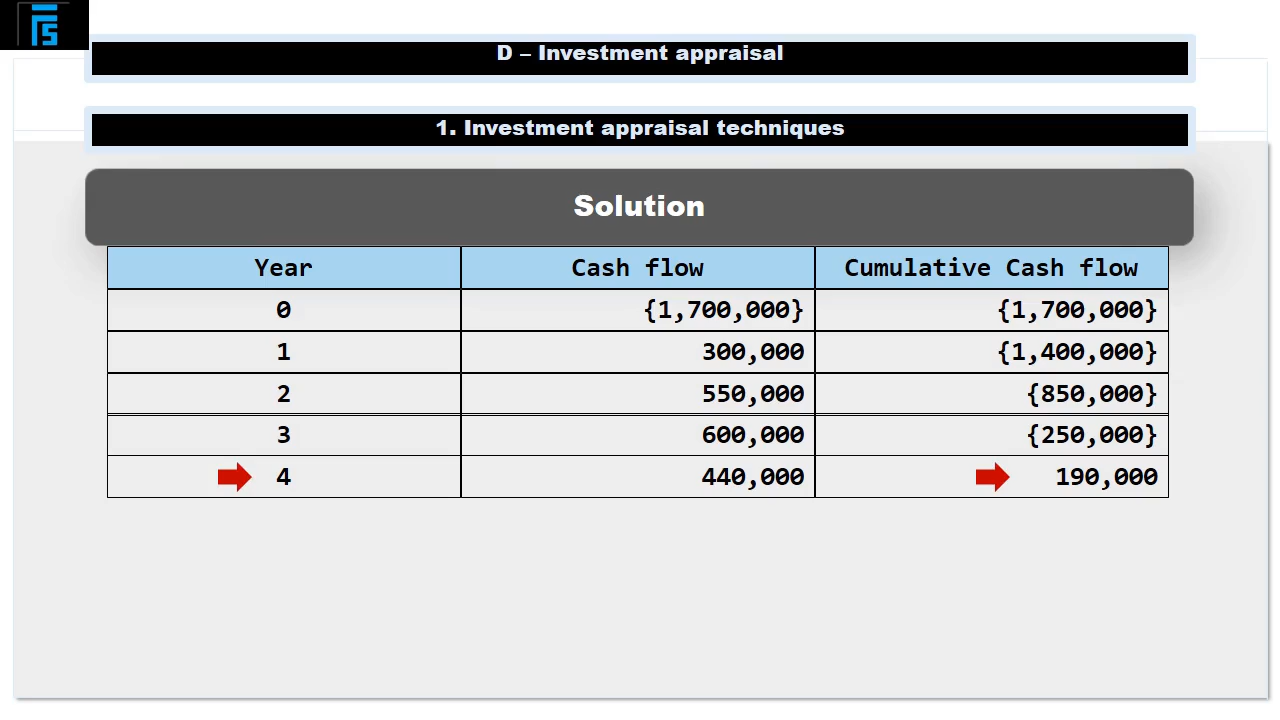 D – Investment appraisal
1. Investment appraisal techniques
Solution
Year Cash flow Cumulative Cash flow
0 {1,700,000} {1,700,000}
1 300,000 {1,400,000}
2 550,000 {850,000}
3 600,000 {250,000}
4 440,000 190,000